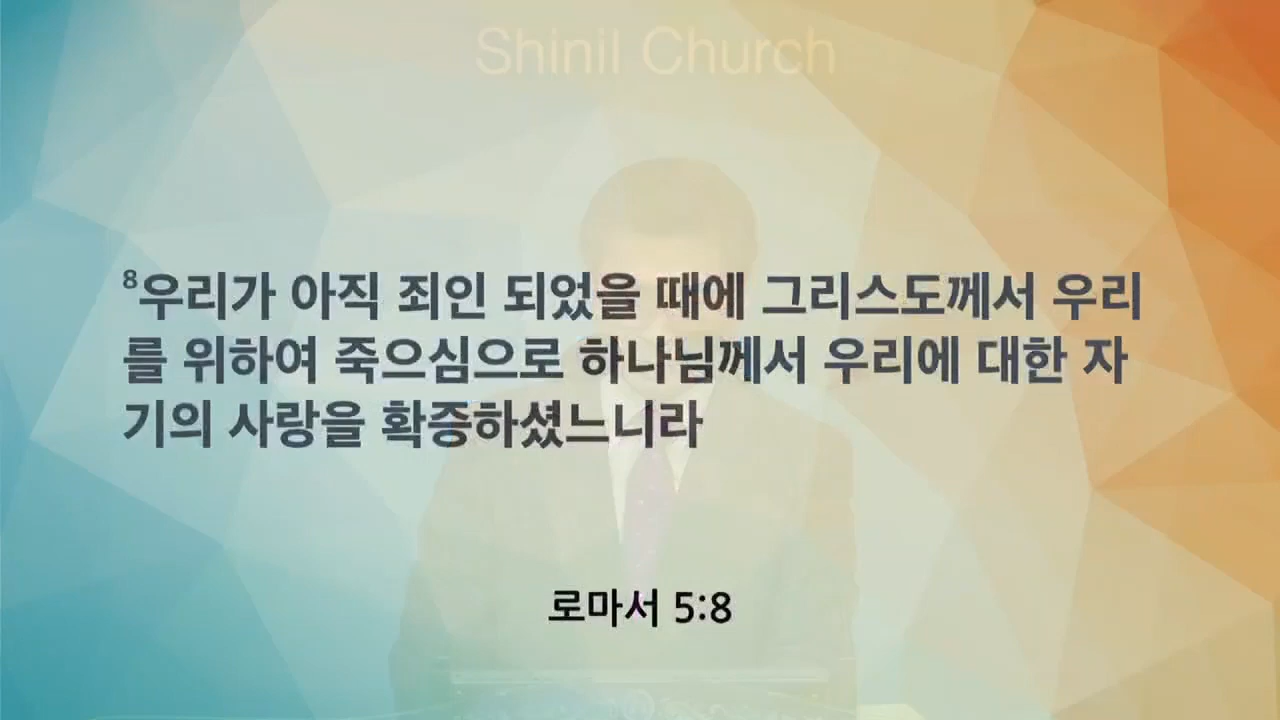 Shinil Church
⁸우리가 아직 죄인 되었을 때에 그리스도께서 우리
를 위하여 죽으심으로 하나님께서 우리에 대한 자
기의 사랑을 확증하셨느니라
로마서 5:8